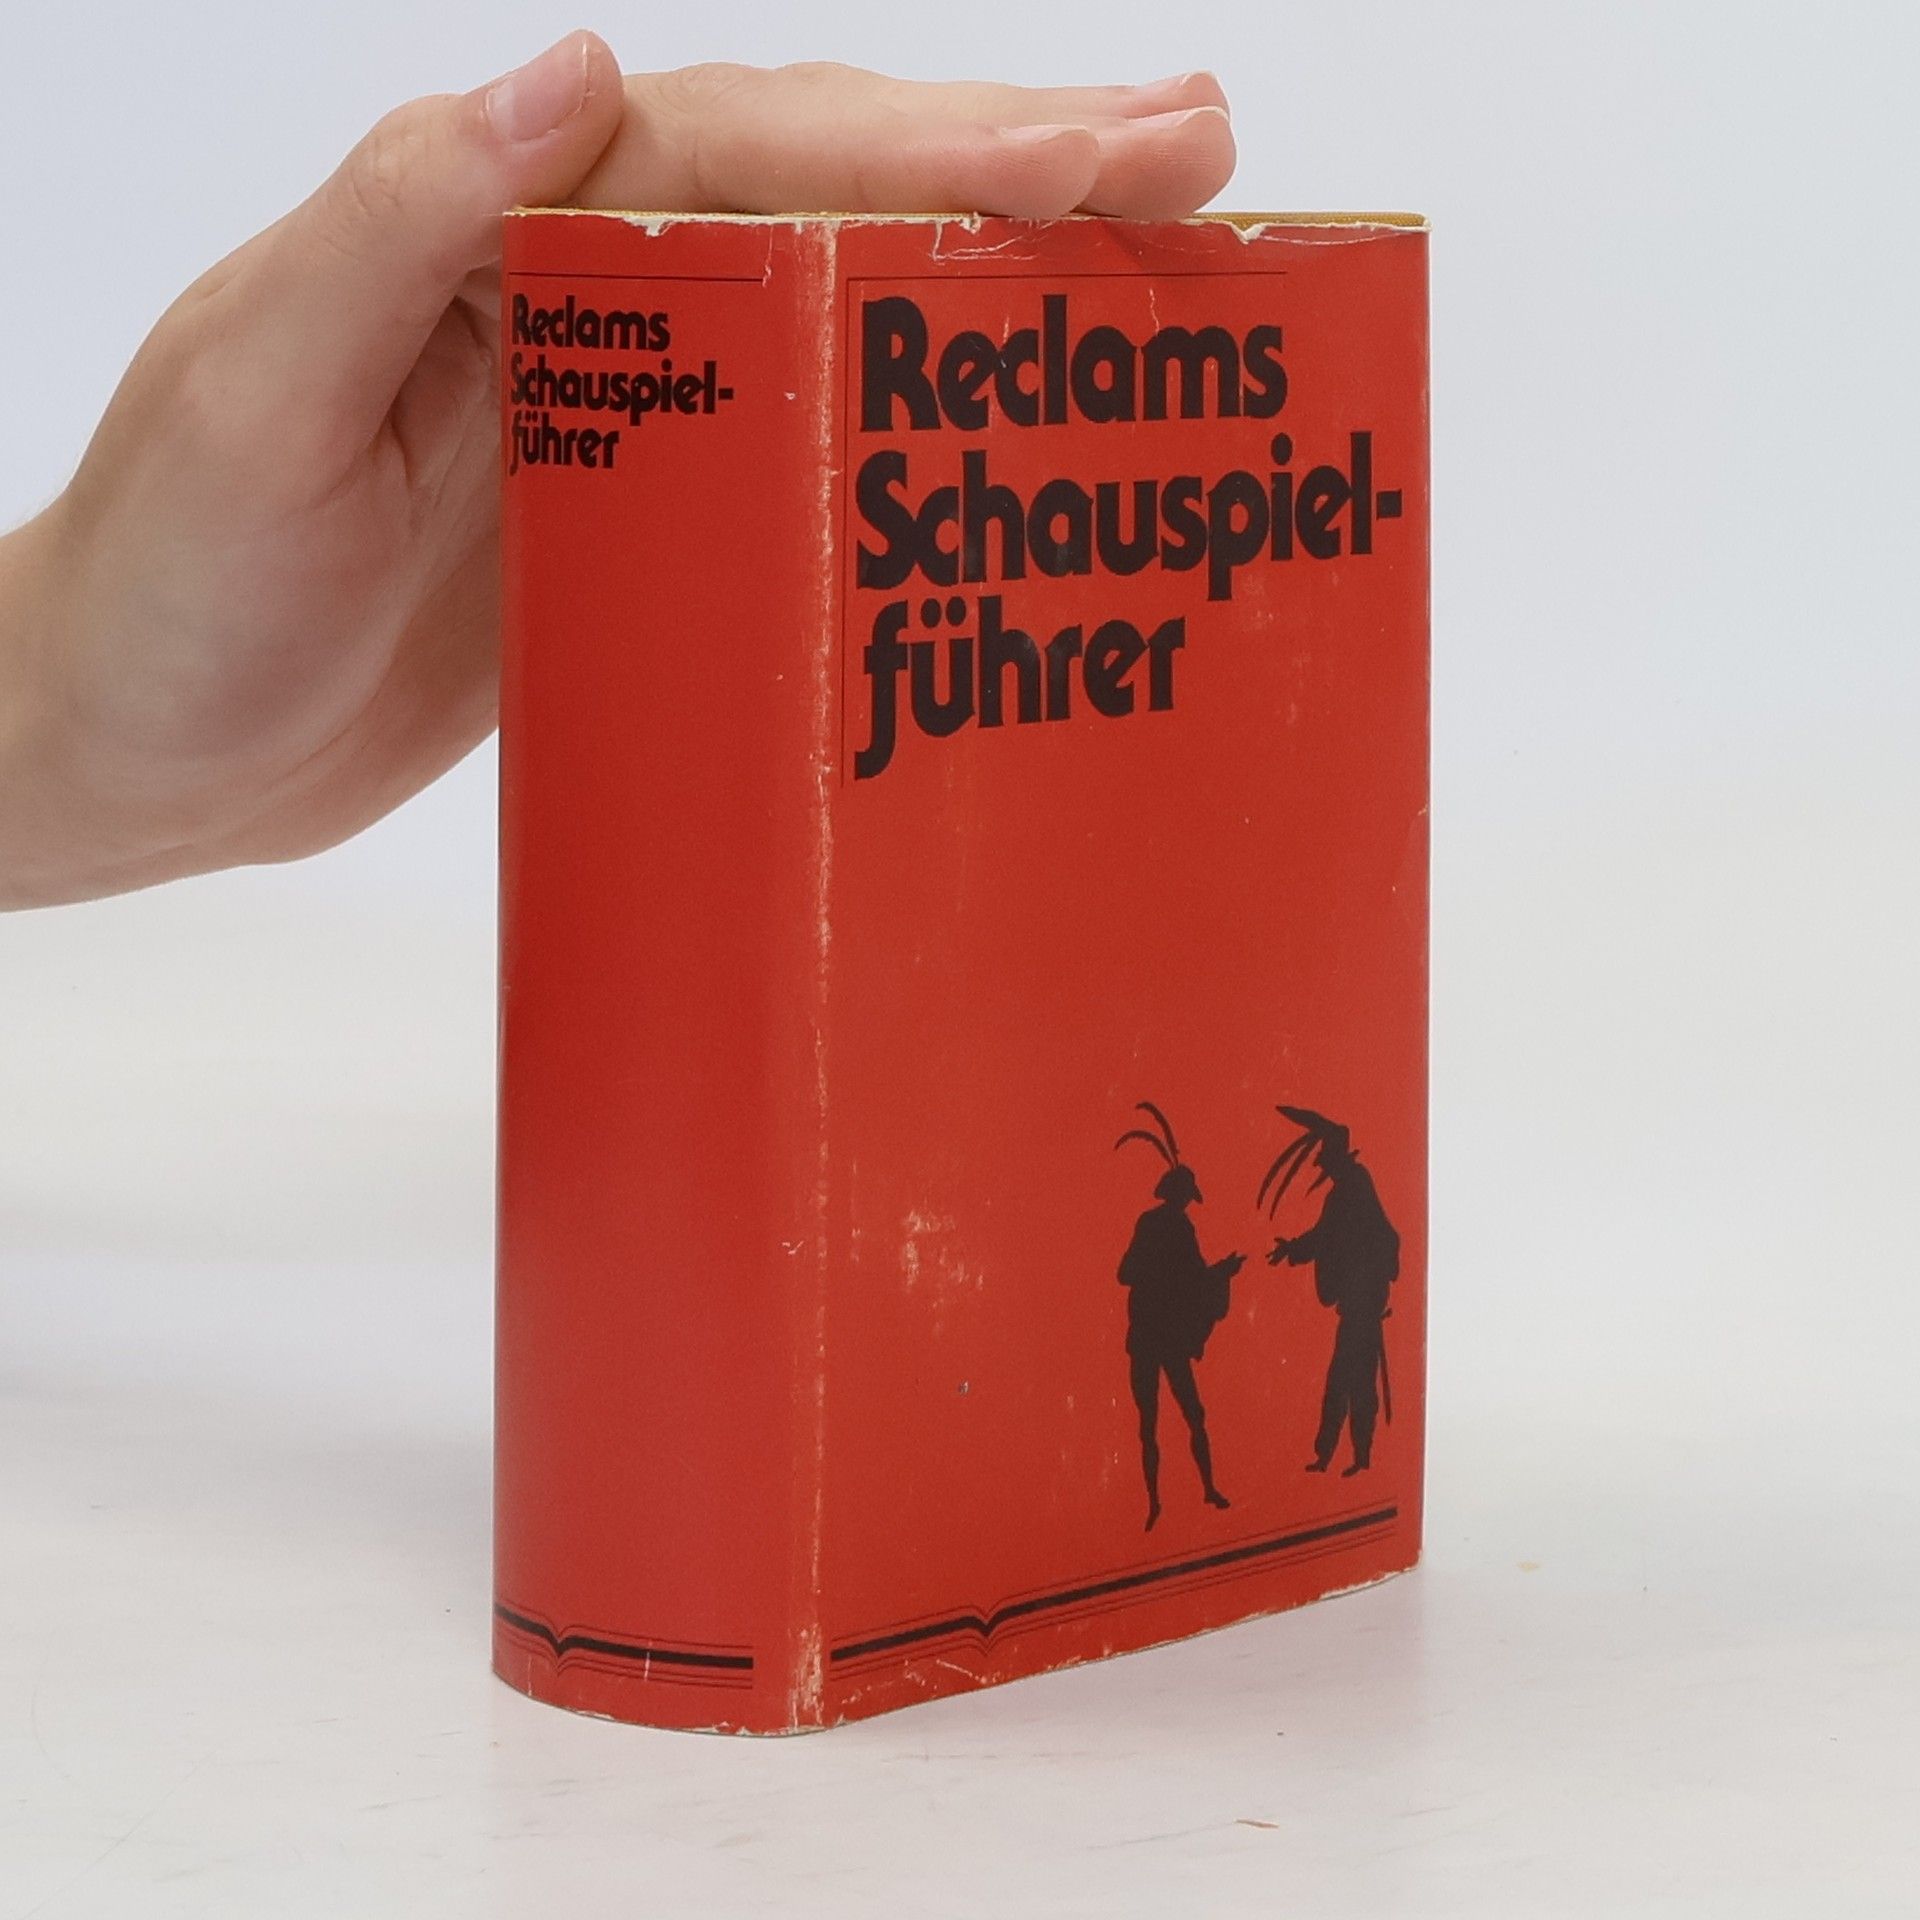 Reclams
Schauspiel-
führer
Reclams
Schauspiel-
führer